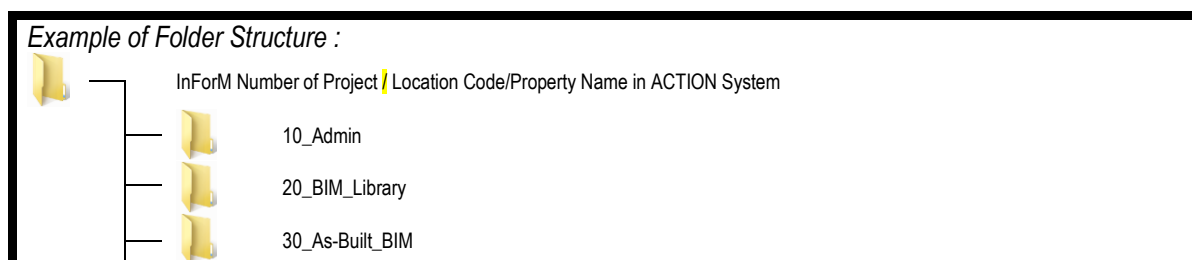 Example of Folder Structure :
InForM Number of Project / Location Code/Property Name in ACTION System
10_Admin
20_BIM_Library
30_As-Built_BIM